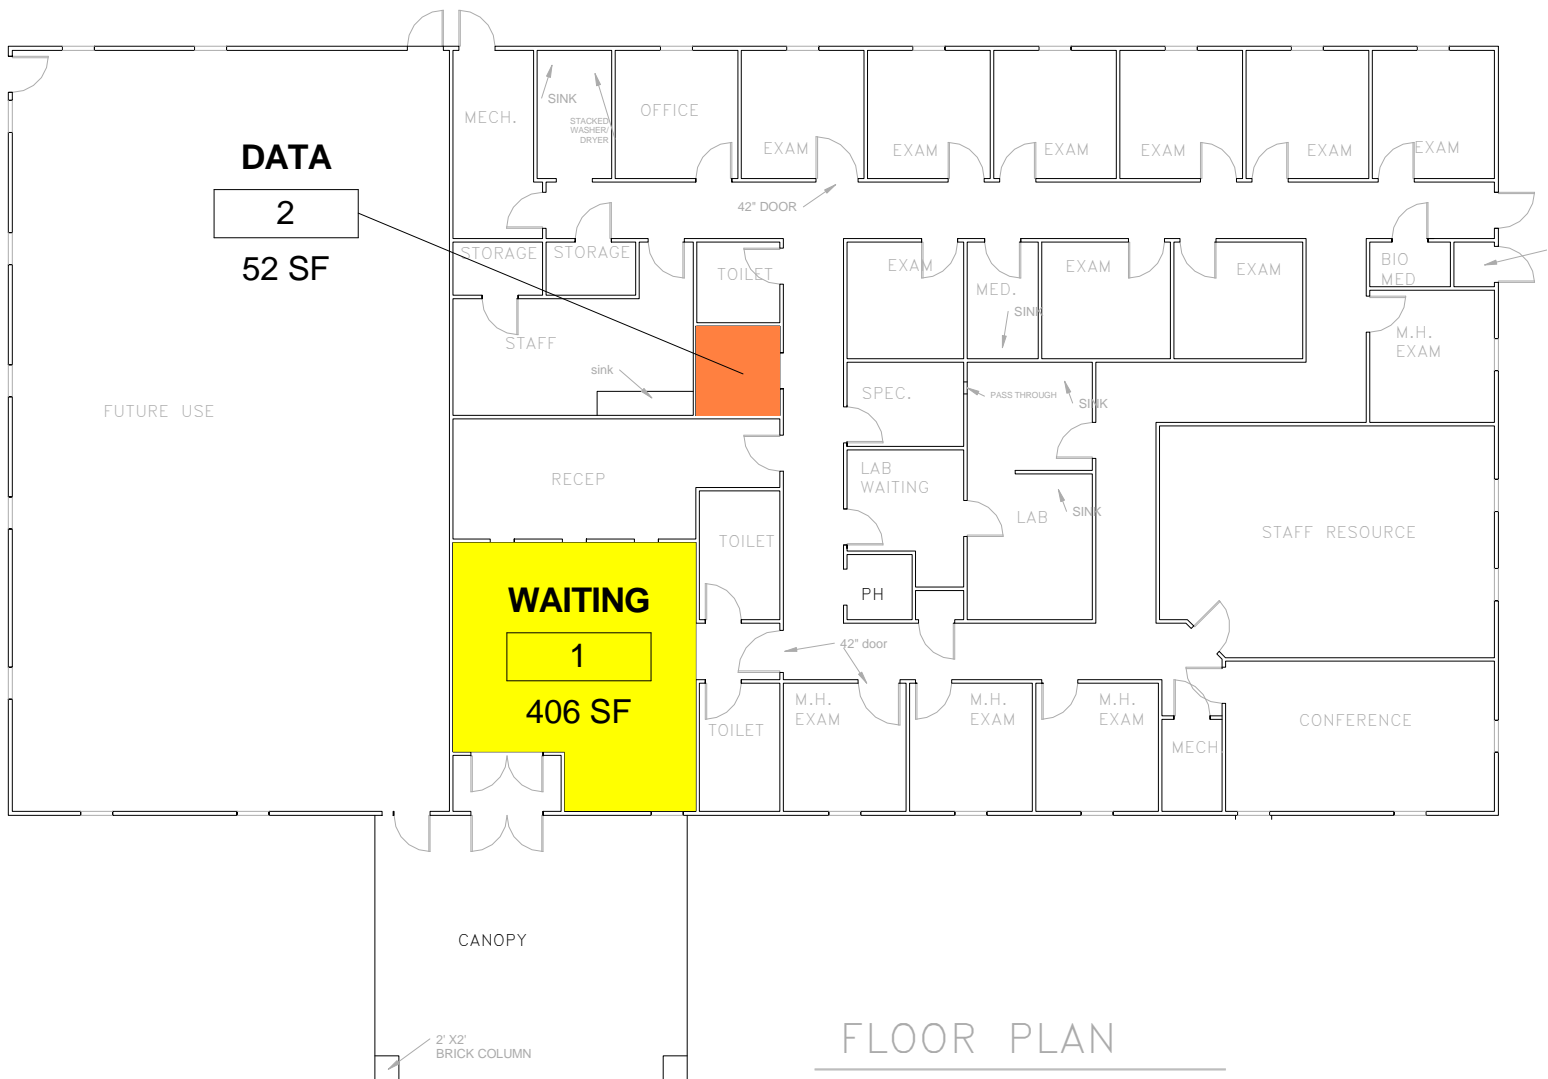 SINK
STACKED
WASHER/
DRYER
MECH.
OFFICE
EXAM
EXAM
EXAM
EXAM
EXAM
EXAM
DATA
2
52 SF
42" DOOR
STORAGE
STORAGE
TOILET
EXAM
MED.
SINK
EXAM
EXAM
BIO
MED
M.H.
EXAM
STAFF
sink
FUTURE USE
SPEC.
PASS THROUGH
SINK
RECEP
LAB
WAITING
LAB
SINK
STAFF RESOURCE
TOILET
WAITING
1
406 SF
PH
42" door
TOILET
M.H.
EXAM
M.H.
EXAM
M.H.
EXAM
MECH.
CONFERENCE
CANOPY
2' X2'
BRICK COLUMN
FLOOR PLAN